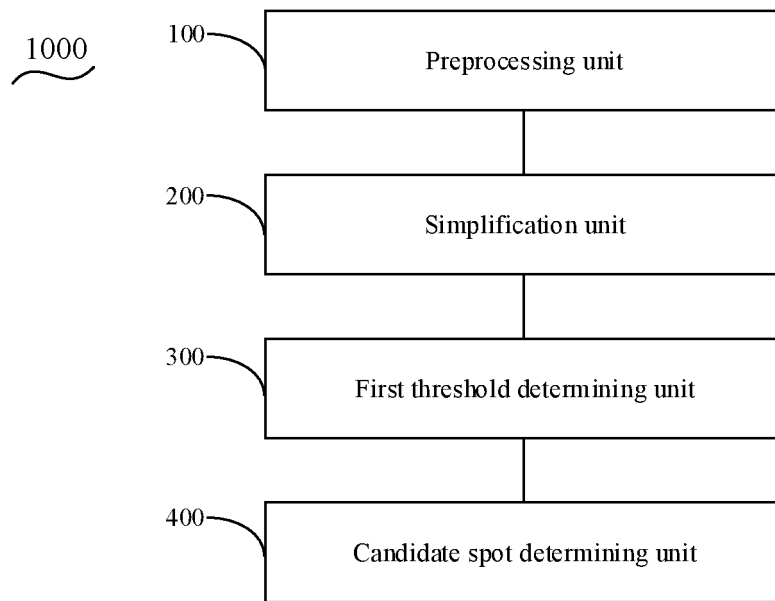 1000
100
Preprocessing unit
200
Simplification unit
300
First threshold determining unit
400
Candidate spot determining unit